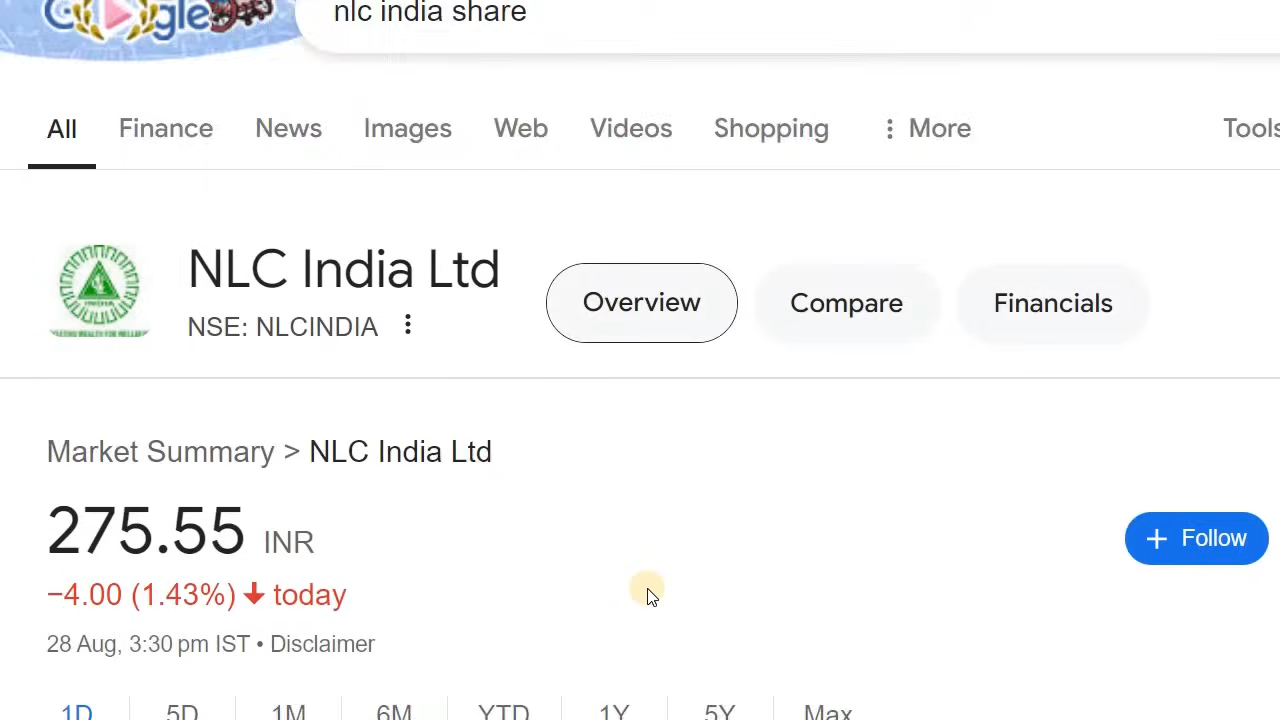 Google
nlc india share
All Finance News Images Web Videos Shopping More Tools
NLC India Ltd
NSE: NLCINDIA
Overview Compare Financials
Market Summary > NLC India Ltd
275.55 INR
+ Follow
−4.00 (1.43%) today
28 Aug, 3:30 pm IST • Disclaimer
1D 5D 1M 6M YTD 1Y 5Y Max